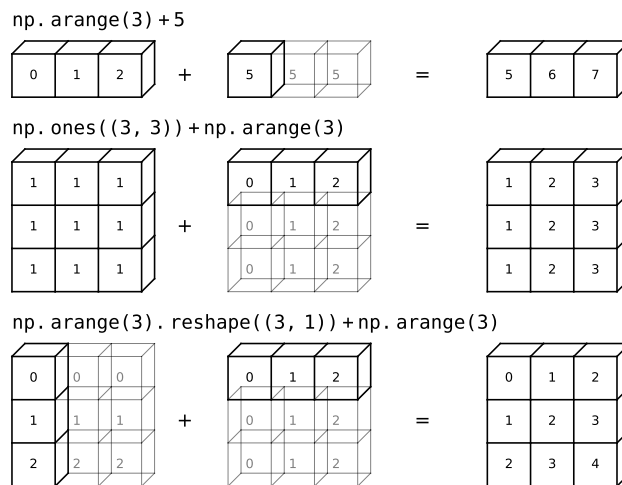 np.arange(3)+5
0 1 2 + 5 5 5 = 5 6 7
np.ones((3, 3))+np.arange(3)
1 1 1 0 1 2 1 2 3
1 1 1 + 0 1 2 = 1 2 3
1 1 1 0 1 2 1 2 3
np.arange(3).reshape((3, 1))+np.arange(3)
0 0 0 0 1 2 0 1 2
1 1 1 + 0 1 2 = 1 2 3
2 2 2 0 1 2 2 3 4